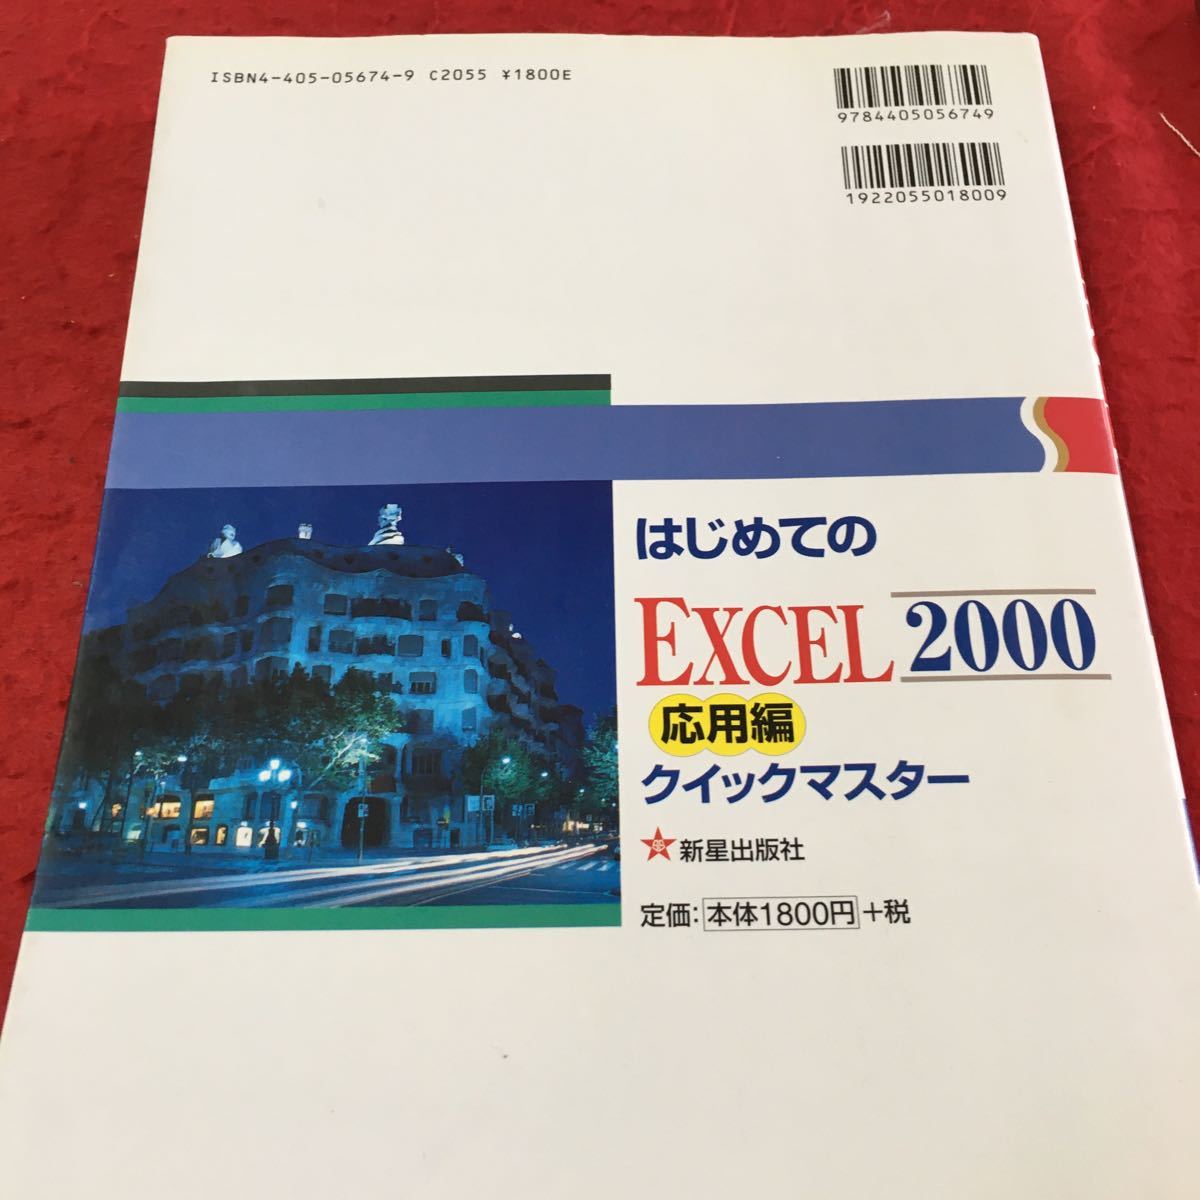 ISBN4-405-05674-9 C2055 ¥1800E
9784405056749
1922055018009
はじめての
EXCEL 2000
応用編
クイックマスター
新星出版社
定価：本体1800円+税